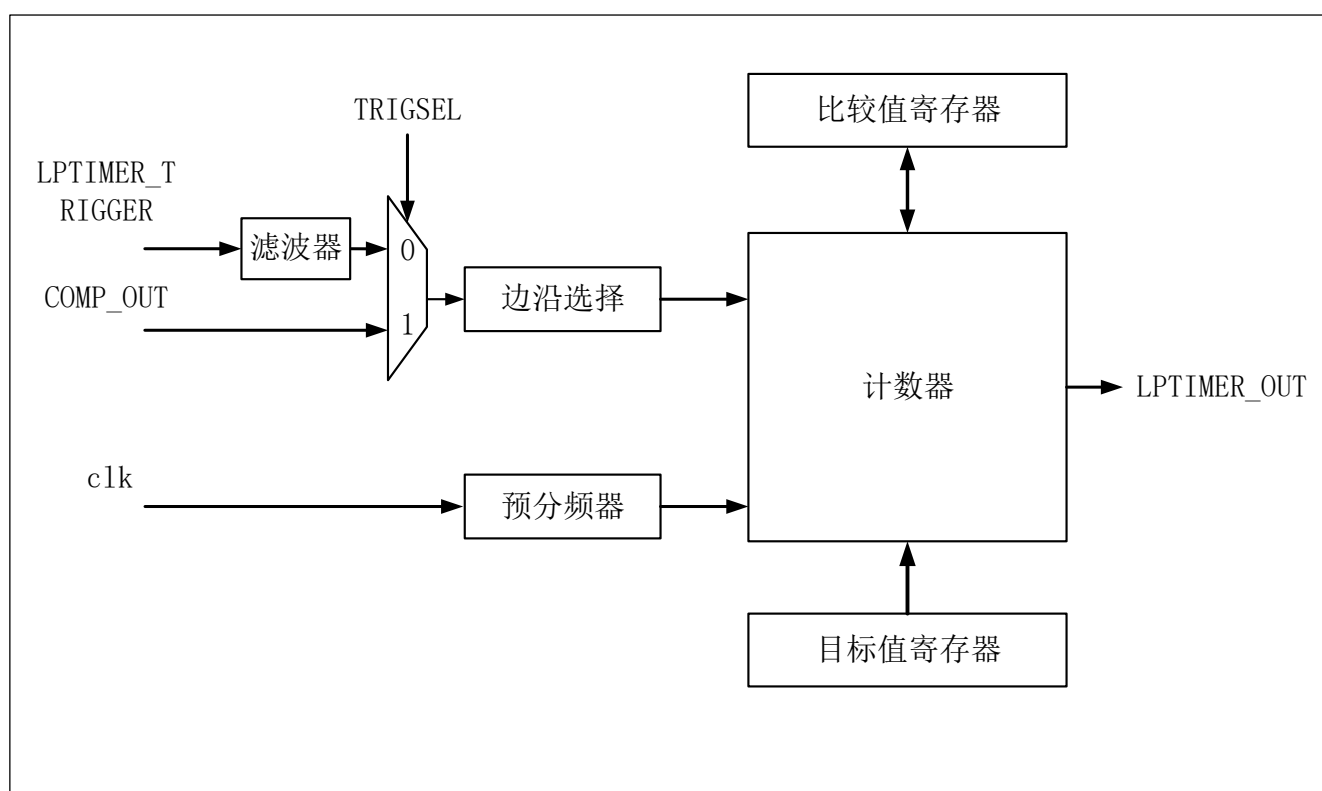 比较值寄存器
TRIGSEL
LPTIMER_T
RIGGER
滤波器
0
COMP_OUT
边沿选择
1
计数器
LPTIMER_OUT
clk
预分频器
目标值寄存器